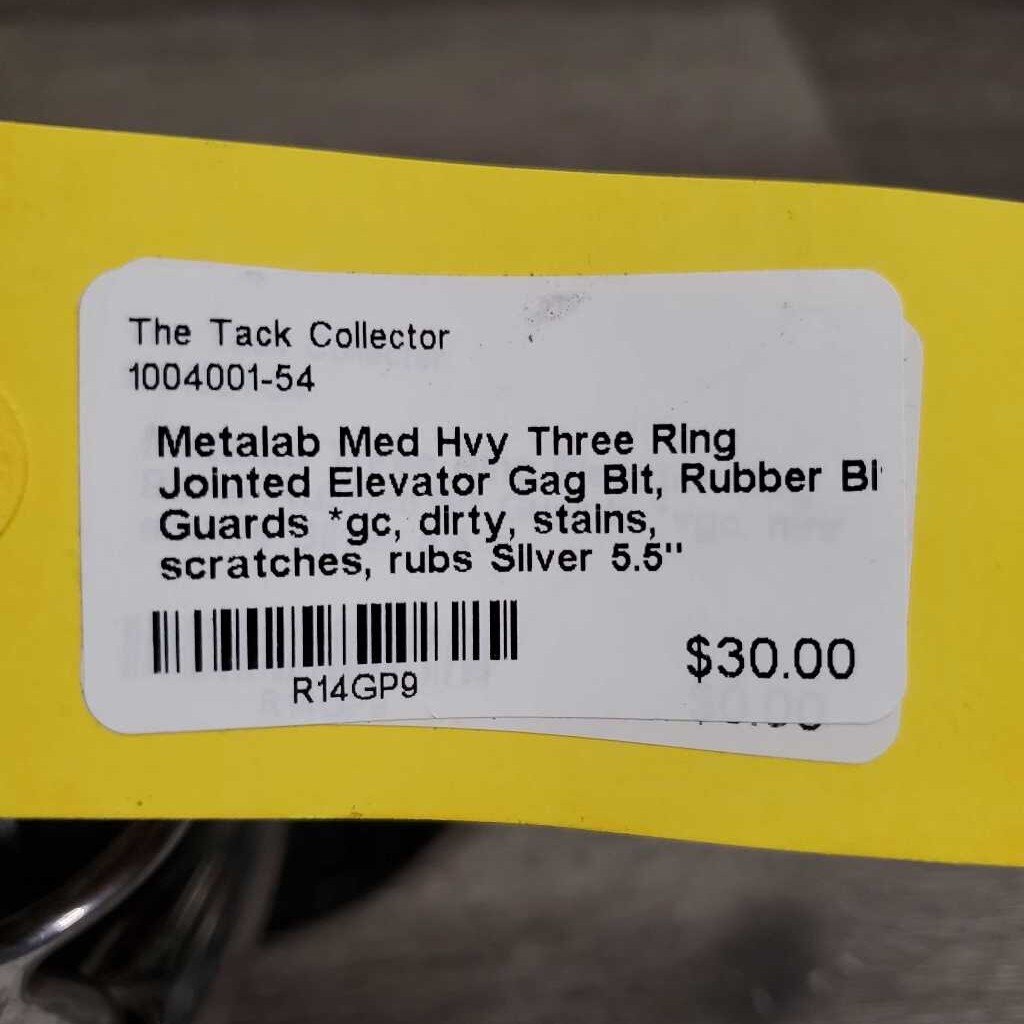 The Tack Collector
1004001-54
Metalab Med Hvy Three Ring
Jointed Elevator Gag Bit, Rubber Bi
Guards *gc, dirty, stains,
scratches, rubs Silver 5.5"
R14GP9
$30.00